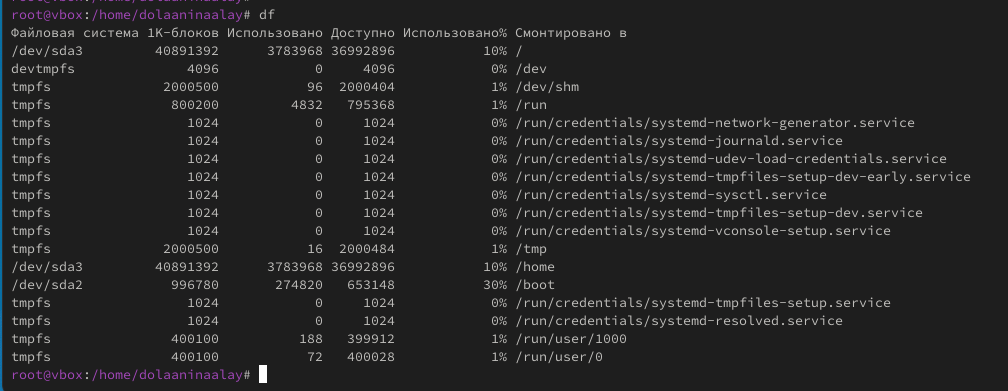 root@vbox:/home/dolaaninaalay#
root@vbox:/home/dolaaninaalay# df
Файловая система 1K-блоков Использовано Доступно Использовано% Смонтировано в
/dev/sda3 40891392 3783968 36992896 10% /
devtmpfs 4096 0 4096 0% /dev
tmpfs 2000500 96 2000404 1% /dev/shm
tmpfs 800200 4832 795368 1% /run
tmpfs 1024 0 1024 0% /run/credentials/systemd-network-generator.service
tmpfs 1024 0 1024 0% /run/credentials/systemd-journald.service
tmpfs 1024 0 1024 0% /run/credentials/systemd-udev-load-credentials.service
tmpfs 1024 0 1024 0% /run/credentials/systemd-tmpfiles-setup-dev-early.service
tmpfs 1024 0 1024 0% /run/credentials/systemd-sysctl.service
tmpfs 1024 0 1024 0% /run/credentials/systemd-tmpfiles-setup-dev.service
tmpfs 1024 0 1024 0% /run/credentials/systemd-vconsole-setup.service
tmpfs 2000500 16 2000484 1% /tmp
/dev/sda3 40891392 3783968 36992896 10% /home
/dev/sda2 996780 274820 653148 30% /boot
tmpfs 1024 0 1024 0% /run/credentials/systemd-tmpfiles-setup.service
tmpfs 1024 0 1024 0% /run/credentials/systemd-resolved.service
tmpfs 400100 188 399912 1% /run/user/1000
tmpfs 400100 72 400028 1% /run/user/0
root@vbox:/home/dolaaninaalay#